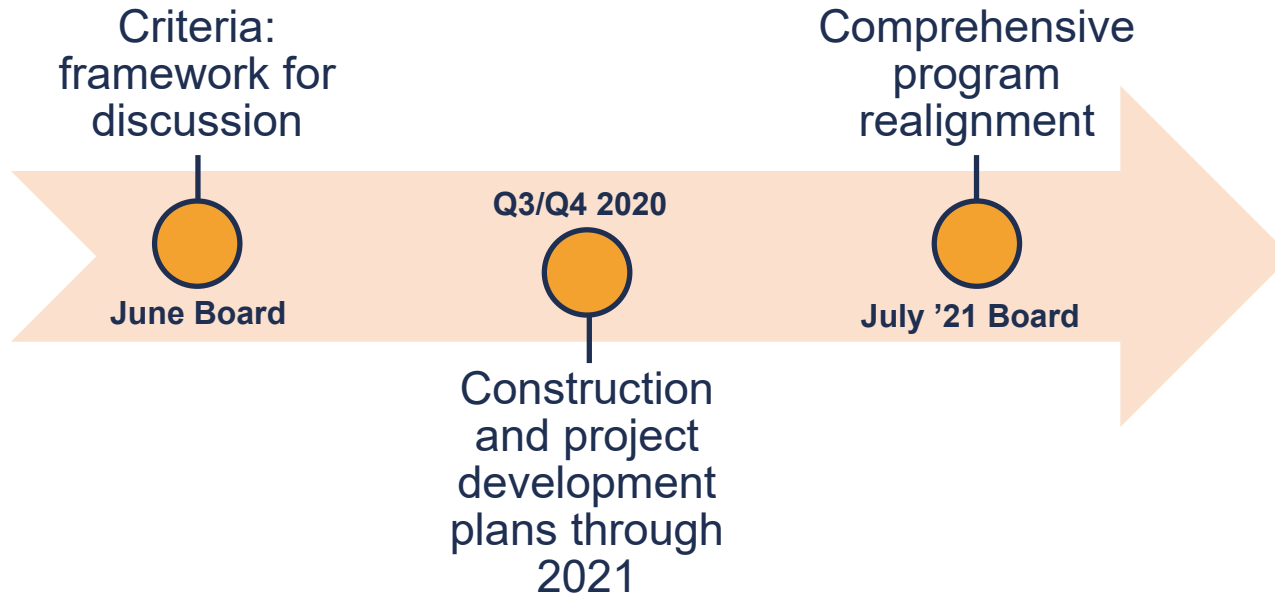 Criteria:
framework for
discussion
June Board
Q3/Q4 2020
Construction
and project
development
plans through
2021
Comprehensive
program
realignment
July ’21 Board